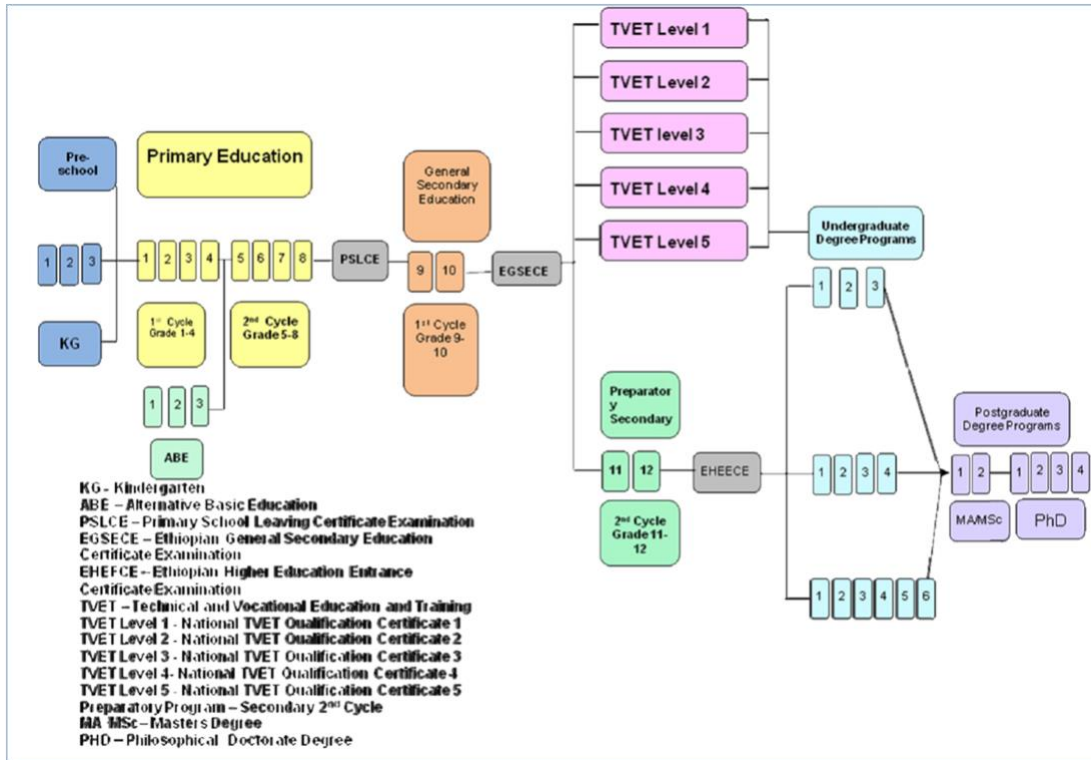 TVET Level 1
TVET Level 2
TVET level 3
TVET Level 4
TVET Level 5
Pre-
school
Primary Education
General
Secondary
Education
Undergraduate
Degree Programs
1 2 3
1 2 3 4
5 6 7 8
PSLCE
9 10
EGSECE
1 2 3
KG
1st Cycle
Grade 1-4
2nd Cycle
Grade 5-8
1st Cycle
Grade 9-
10
1 2 3
ABE
Preparator
y
Secondary
11 12
EHEECE
2nd Cycle
Grade 11-
12
1 2 3 4
1 2 3 4 5 6
Postgraduate
Degree Programs
1 2
1 2 3 4
MA/MSc
PhD
KG - Kindergarten
ABE – Alternative Basic Education
PSLCE – Primary School Leaving Certificate Examination
EGSECE – Ethiopian General Secondary Education
Certificate Examination
EHEFCE – Ethiopian Higher Education Entrance
Certificate Examination
TVET – Technical and Vocational Education and Training
TVET Level 1 - National TVET Qualification Certificate 1
TVET Level 2 - National TVET Qualification Certificate 2
TVET Level 3 - National TVET Qualification Certificate 3
TVET Level 4- National TVET Qualification Certificate 4
TVET Level 5 - National TVET Qualification Certificate 5
Preparatory Program – Secondary 2nd Cycle
MA MSc – Masters Degree
PHD – Philosophical Doctorate Degree